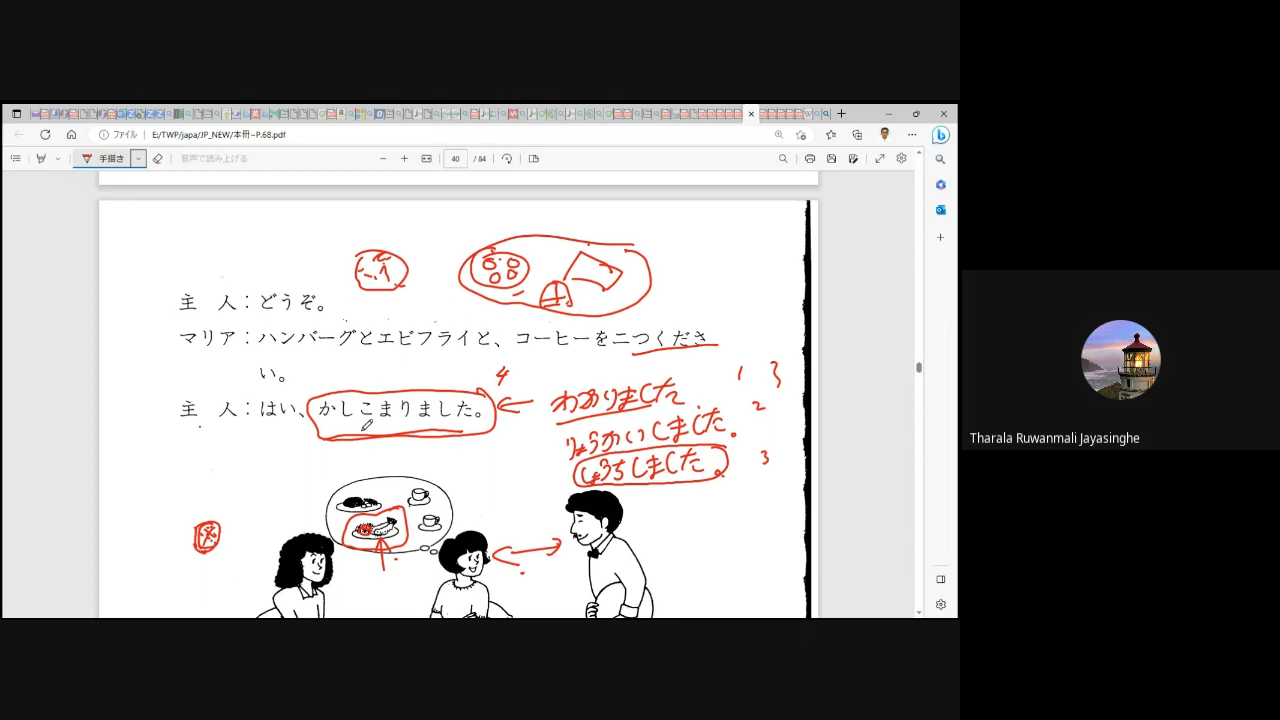 ファイル E:/TWP/japa/JP_NEW/本冊~P.68.pdf
手描き 音声で読み上げる 40 / 84
主 人：どうぞ。
マリア：ハンバーグとエビフライと、コーヒーを二つくださ
い。
主 人：はい、かしこまりました。
4
わかりました 1 3
りょうかいしました。 2
しょうちしました。 3
Tharala Ruwanmali Jayasinghe